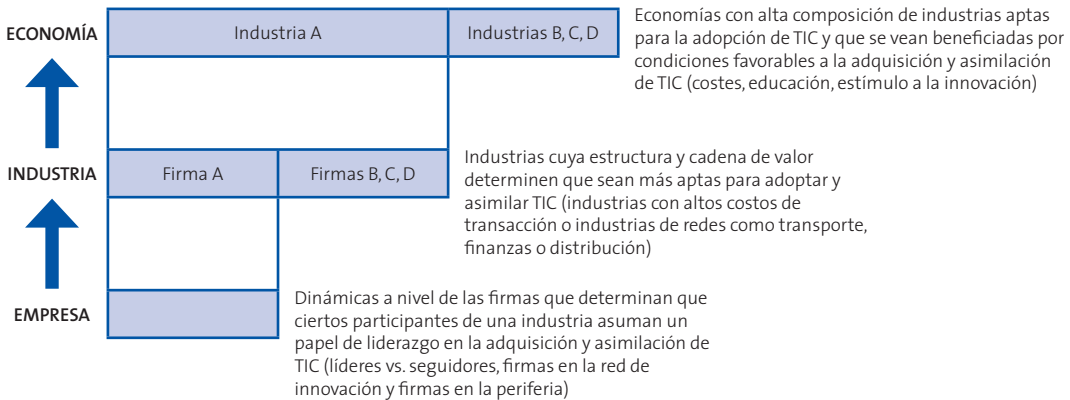 ECONOMÍA
Industria A
Industrias B, C, D
Economías con alta composición de industrias aptas
para la adopción de TIC y que se vean beneficiadas por
condiciones favorables a la adquisición y asimilación
de TIC (costes, educación, estímulo a la innovación)
INDUSTRIA
Firma A
Firmas B, C, D
Industrias cuya estructura y cadena de valor
determinen que sean más aptas para adoptar y
asimilar TIC (industrias con altos costos de
transacción o industrias de redes como transporte,
finanzas o distribución)
EMPRESA
Dinámicas a nivel de las firmas que determinan que
ciertos participantes de una industria asuman un
papel de liderazgo en la adquisición y asimilación de
TIC (líderes vs. seguidores, firmas en la red de
innovación y firmas en la periferia)